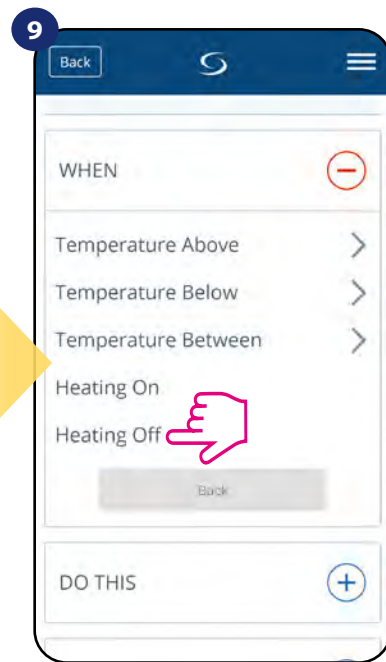 9
Back
WHEN
Temperature Above
Temperature Below
Temperature Between
Heating On
Heating Off
Back
DO THIS